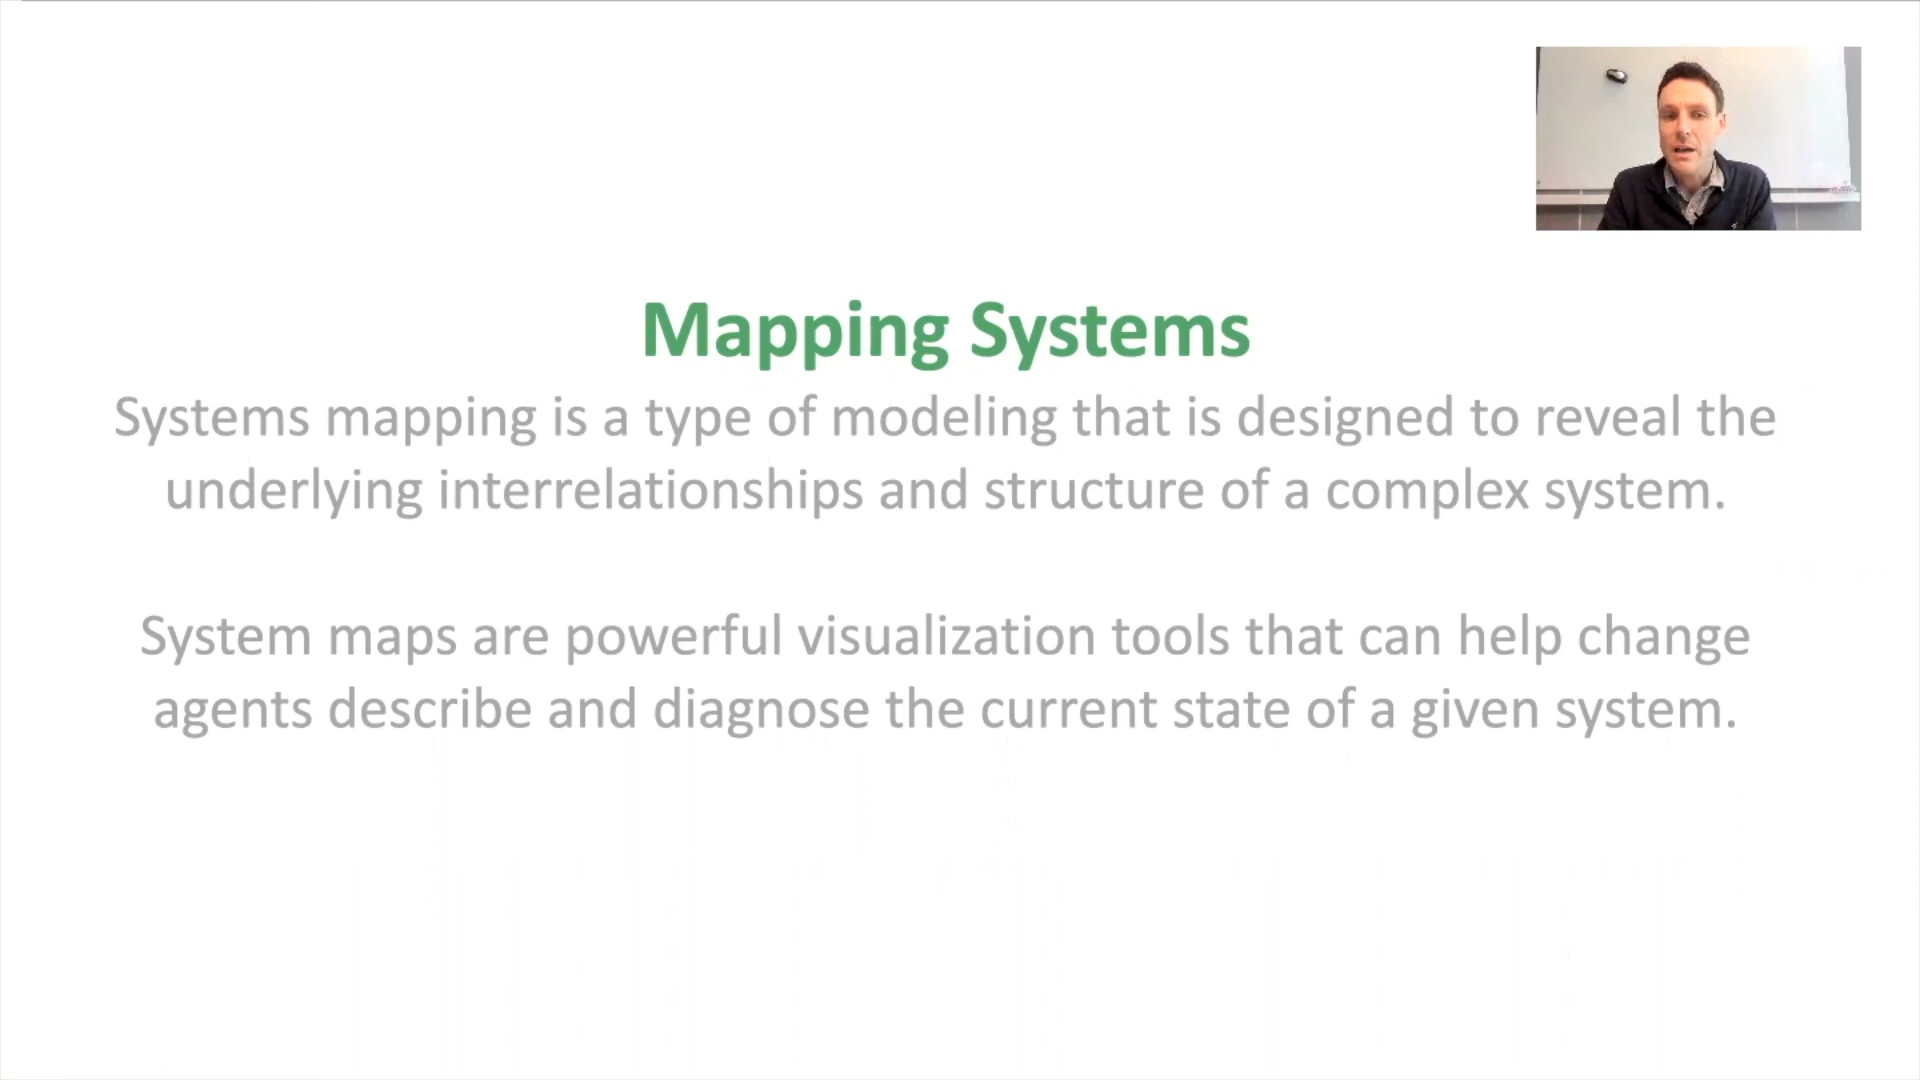 Mapping Systems
Systems mapping is a type of modeling that is designed to reveal the
underlying interrelationships and structure of a complex system.
System maps are powerful visualization tools that can help change
agents describe and diagnose the current state of a given system.